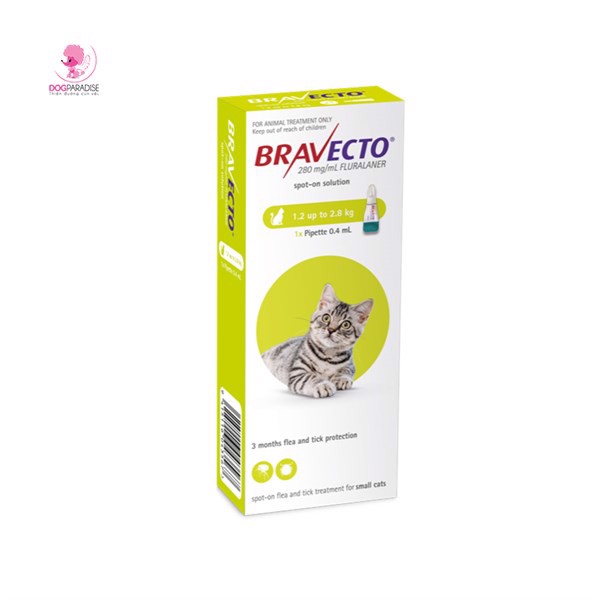 DOGPARADISE
FOR ANIMAL TREATMENT ONLY
Keep out of reach of children
BRAVECTO®
280 mg/mL FLURALANER
spot-on solution
1.2 up to 2.8 kg
1x Pipette 0.4 mL
3 months flea and tick protection
spot-on flea and tick treatment for small cats
BRAVECTO®